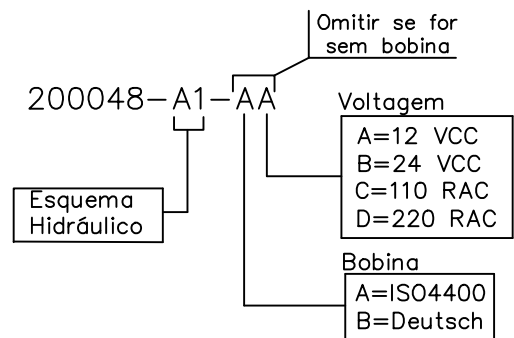 Omitir se for
sem bobina
200048-A1-AA
Voltagem
A=12 VCC
B=24 VCC
C=110 RAC
D=220 RAC
Esquema
Hidráulico
Bobina
A=ISO4400
B=Deutsch